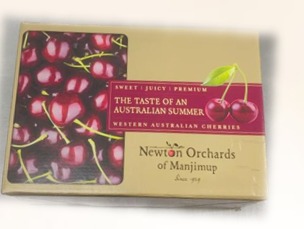 SWEET | JUICY | PREMIUM
THE TASTE OF AN
AUSTRALIAN SUMMER
WESTERN AUSTRALIAN CHERRIES
Newton Orchards
of Manjimup